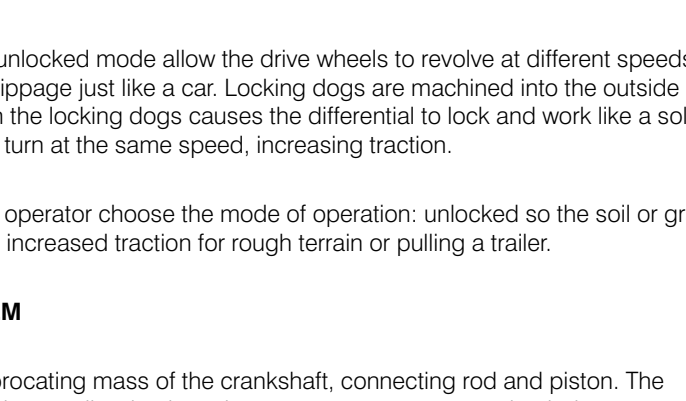 unlocked mode allow the drive wheels to revolve at different speeds
ippage just like a car. Locking dogs are machined into the outside
the locking dogs causes the differential to lock and work like a sol
turn at the same speed, increasing traction.
operator choose the mode of operation: unlocked so the soil or gr
increased traction for rough terrain or pulling a trailer.
M
procating mass of the crankshaft, connecting rod and piston. The